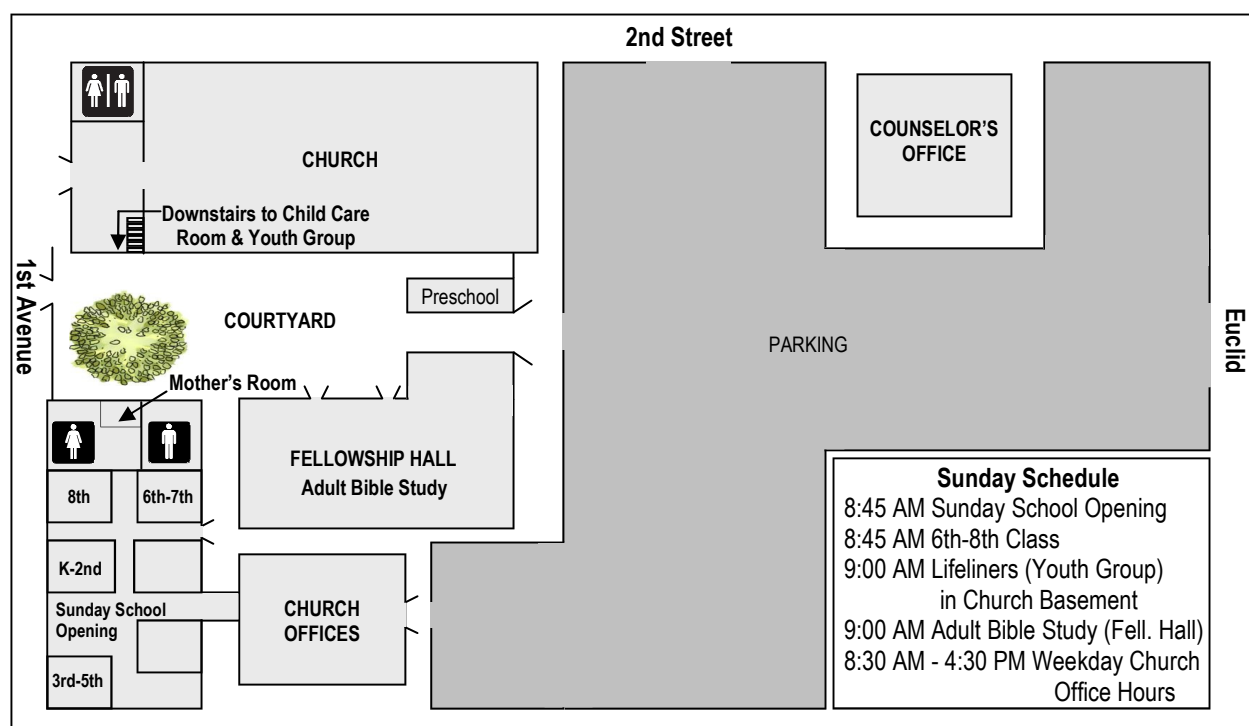 2nd Street
COUNSELOR'S
OFFICE
CHURCH
Downstairs to Child Care
Room & Youth Group
1st Avenue
Preschool
COURTYARD
PARKING
Euclid
Mother's Room
FELLOWSHIP HALL
Adult Bible Study
8th
6th-7th
K-2nd
Sunday School
Opening
3rd-5th
CHURCH
OFFICES
Sunday Schedule
8:45 AM Sunday School Opening
8:45 AM 6th-8th Class
9:00 AM Lifeliners (Youth Group)
in Church Basement
9:00 AM Adult Bible Study (Fell. Hall)
8:30 AM - 4:30 PM Weekday Church
Office Hours